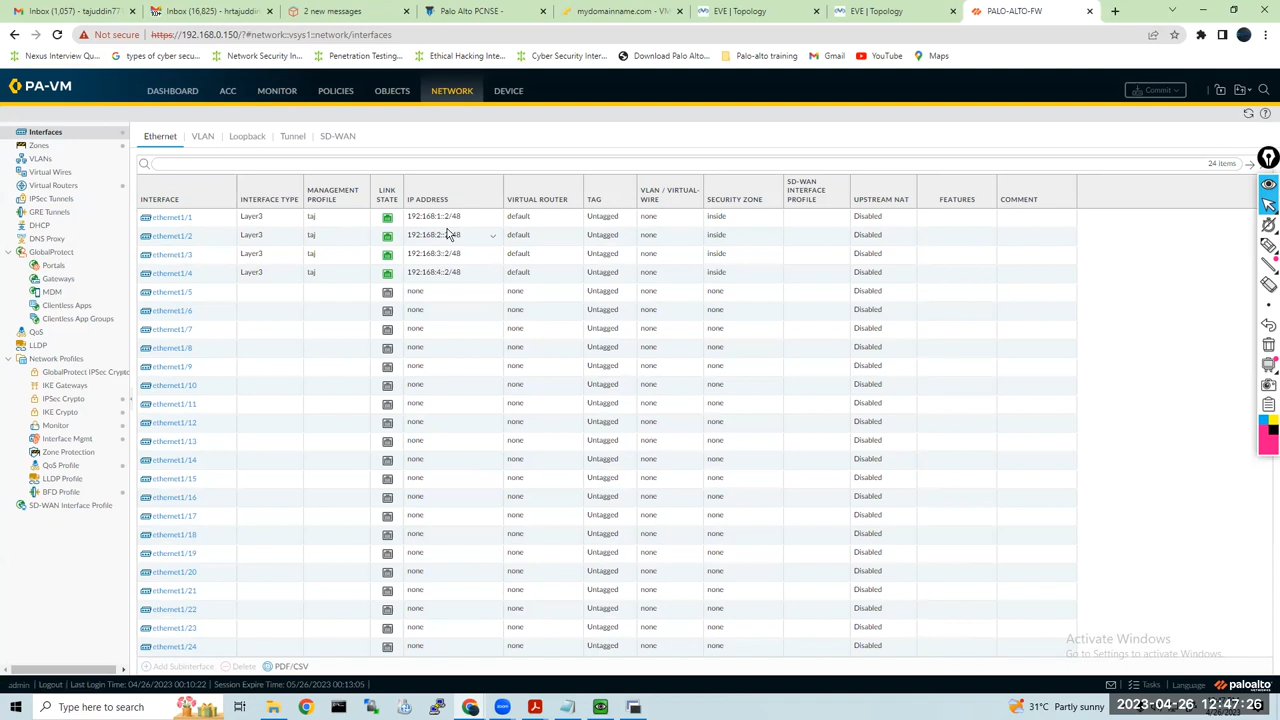 Inbox (1,057) - tajuddin77
Inbox (16,825) - hrtajuddin
2 new messages
Palo Alto PCNSE -
mydomainname.com - VM
EVE | Topology
EVE | Topology
PALO-ALTO-FW
Not secure https://192.168.0.150/?#network::vsys1::network/interfaces
Nexus Interview Qu...
types of cyber secu...
Network Security In...
Penetration Testing...
Ethical Hacking Inte...
Cyber Security Inter...
Download Palo Alto...
Palo-alto training
Gmail
YouTube
Maps
PA-VM
DASHBOARD ACC MONITOR POLICIES OBJECTS NETWORK DEVICE
Commit
Interfaces
Zones
VLANs
Virtual Wires
Virtual Routers
IPSec Tunnels
GRE Tunnels
DHCP
DNS Proxy
GlobalProtect
Portals
Gateways
MDM
Clientless Apps
Clientless App Groups
QoS
LLDP
Network Profiles
GlobalProtect IPSec Crypto
IKE Gateways
IPSec Crypto
IKE Crypto
Monitor
Interface Mgmt
Zone Protection
QoS Profile
LLDP Profile
BFD Profile
SD-WAN Interface Profile
Ethernet VLAN Loopback Tunnel SD-WAN
24 items
INTERFACE INTERFACE TYPE MANAGEMENT PROFILE LINK STATE IP ADDRESS VIRTUAL ROUTER TAG VLAN / VIRTUAL-WIRE SECURITY ZONE SD-WAN INTERFACE PROFILE UPSTREAM NAT FEATURES COMMENT
ethernet1/1 Layer3 taj 192:168:1::2/48 default Untagged none inside Disabled
ethernet1/2 Layer3 taj 192:168:2::2/48 default Untagged none inside Disabled
ethernet1/3 Layer3 taj 192:168:3::2/48 default Untagged none inside Disabled
ethernet1/4 Layer3 taj 192:168:4::2/48 default Untagged none inside Disabled
ethernet1/5 none none Untagged none none Disabled
ethernet1/6 none none Untagged none none Disabled
ethernet1/7 none none Untagged none none Disabled
ethernet1/8 none none Untagged none none Disabled
ethernet1/9 none none Untagged none none Disabled
ethernet1/10 none none Untagged none none Disabled
ethernet1/11 none none Untagged none none Disabled
ethernet1/12 none none Untagged none none Disabled
ethernet1/13 none none Untagged none none Disabled
ethernet1/14 none none Untagged none none Disabled
ethernet1/15 none none Untagged none none Disabled
ethernet1/16 none none Untagged none none Disabled
ethernet1/17 none none Untagged none none Disabled
ethernet1/18 none none Untagged none none Disabled
ethernet1/19 none none Untagged none none Disabled
ethernet1/20 none none Untagged none none Disabled
ethernet1/21 none none Untagged none none Disabled
ethernet1/22 none none Untagged none none Disabled
ethernet1/23 none none Untagged none none Disabled
ethernet1/24 none none Untagged none none Disabled
Activate Windows
Go to Settings to activate Windows.
Add Subinterface Delete PDF/CSV
admin | Logout | Last Login Time: 04/26/2023 00:10:22 | Session Expire Time: 05/26/2023 00:13:05
Tasks | Language paloalto
Type here to search
31°C Partly sunny
2023-04-26 12:47:26